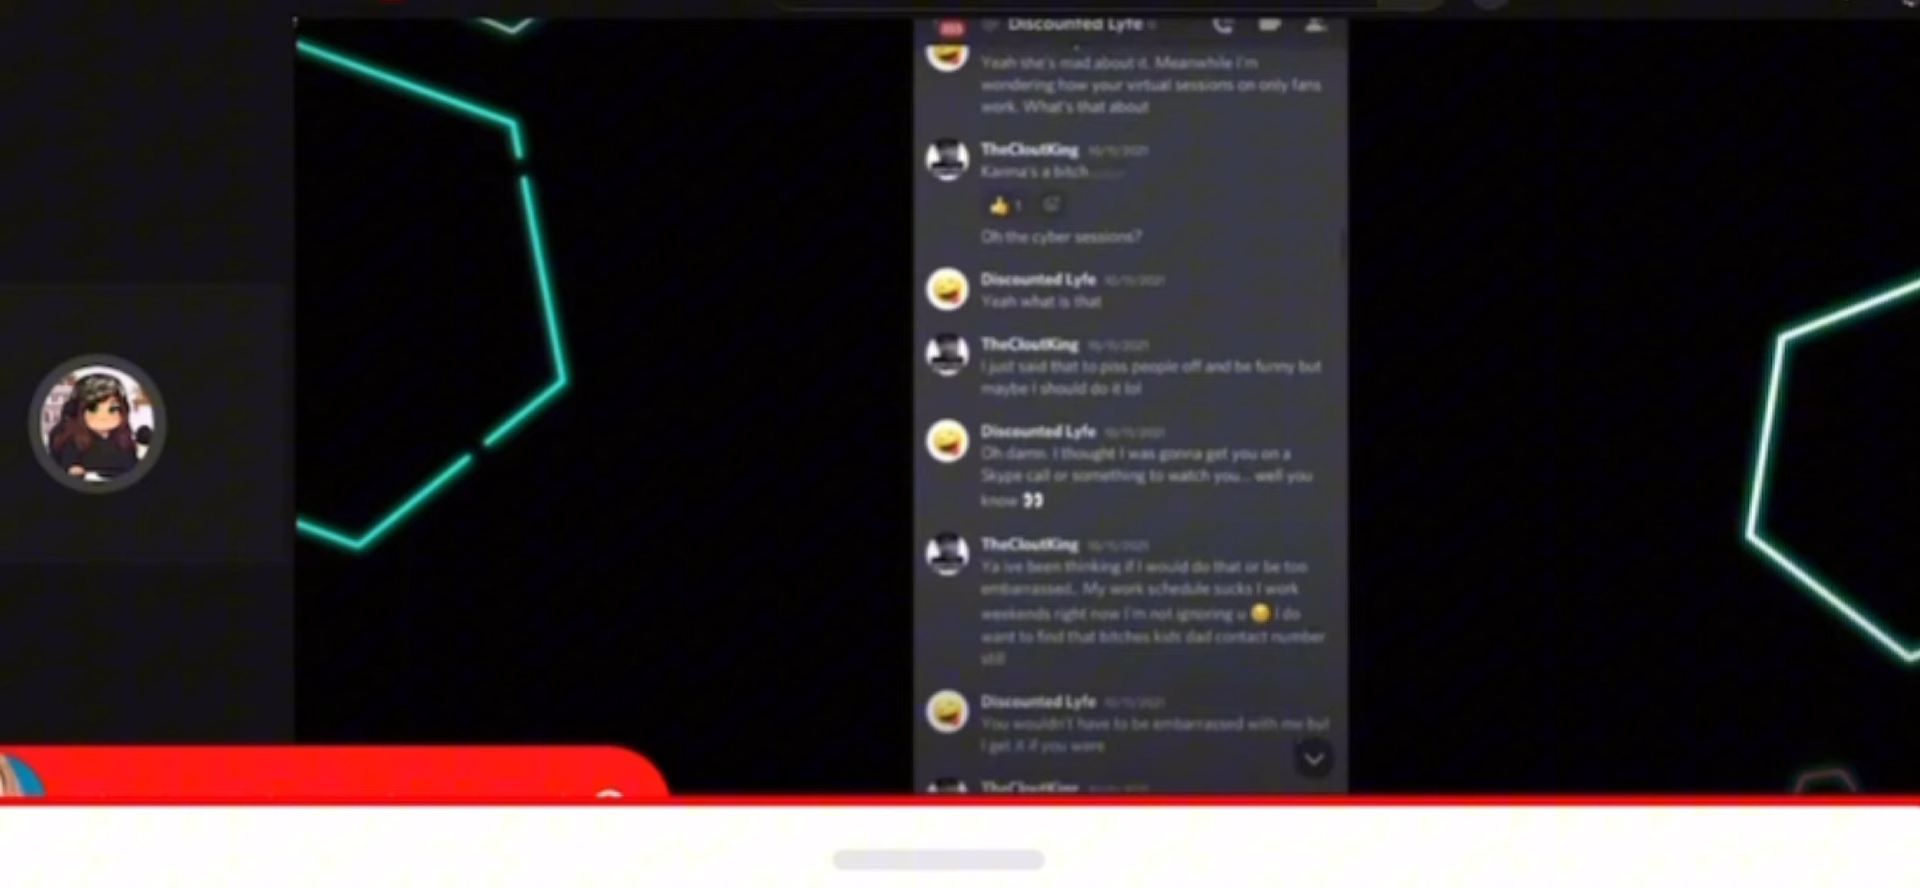 Discounted Lyfe
Yeah she's mad about it. Meanwhile I'm
wondering how your virtual sessions on only fans
work. What's that about
TheCloutKing 10/11/2021
Karma's a bitch.......
👍 1
Oh the cyber sessions?
Discounted Lyfe 10/11/2021
Yeah what is that
TheCloutKing 10/11/2021
I just said that to piss people off and be funny but
maybe I should do it lol
Discounted Lyfe 10/11/2021
Oh damn. I thought I was gonna get you on a
Skype call or something to watch you... well you
know 👀
TheCloutKing 10/11/2021
Ya ive been thinking if I would do that or be too
embarrassed.. My work schedule sucks I work
weekends right now I'm not ignoring u I do
want to find that bitches kids dad contact number
still
Discounted Lyfe 10/11/2021
You wouldn't have to be embarrassed with me but
I get it if you were
TheCloutKing